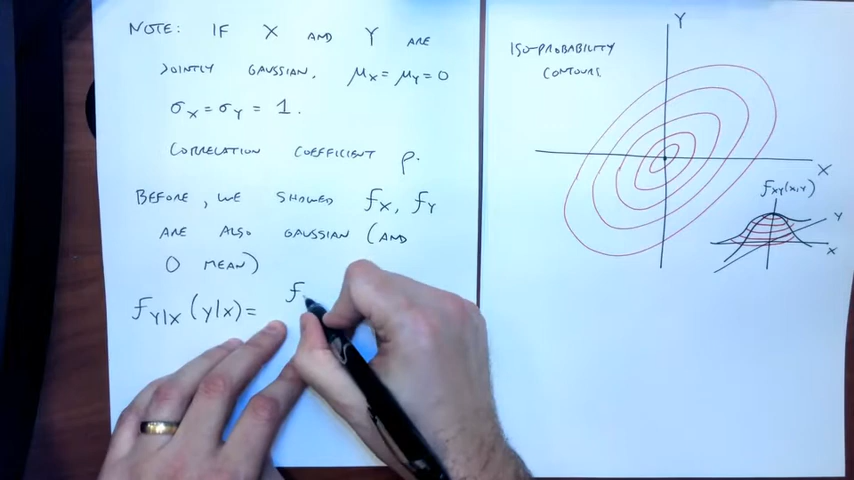 NOTE: IF X AND Y ARE
JOINTLY GAUSSIAN, μX = μY = 0
σX = σY = 1.
CORRELATION COEFFICIENT ρ.
BEFORE, WE SHOWED fX, fY
ARE ALSO GAUSSIAN (AND
0 MEAN)
fY|X (y|x) = f
ISO-PROBABILITY
CONTOURS
Y
X
fXY(x,y)
Y
X